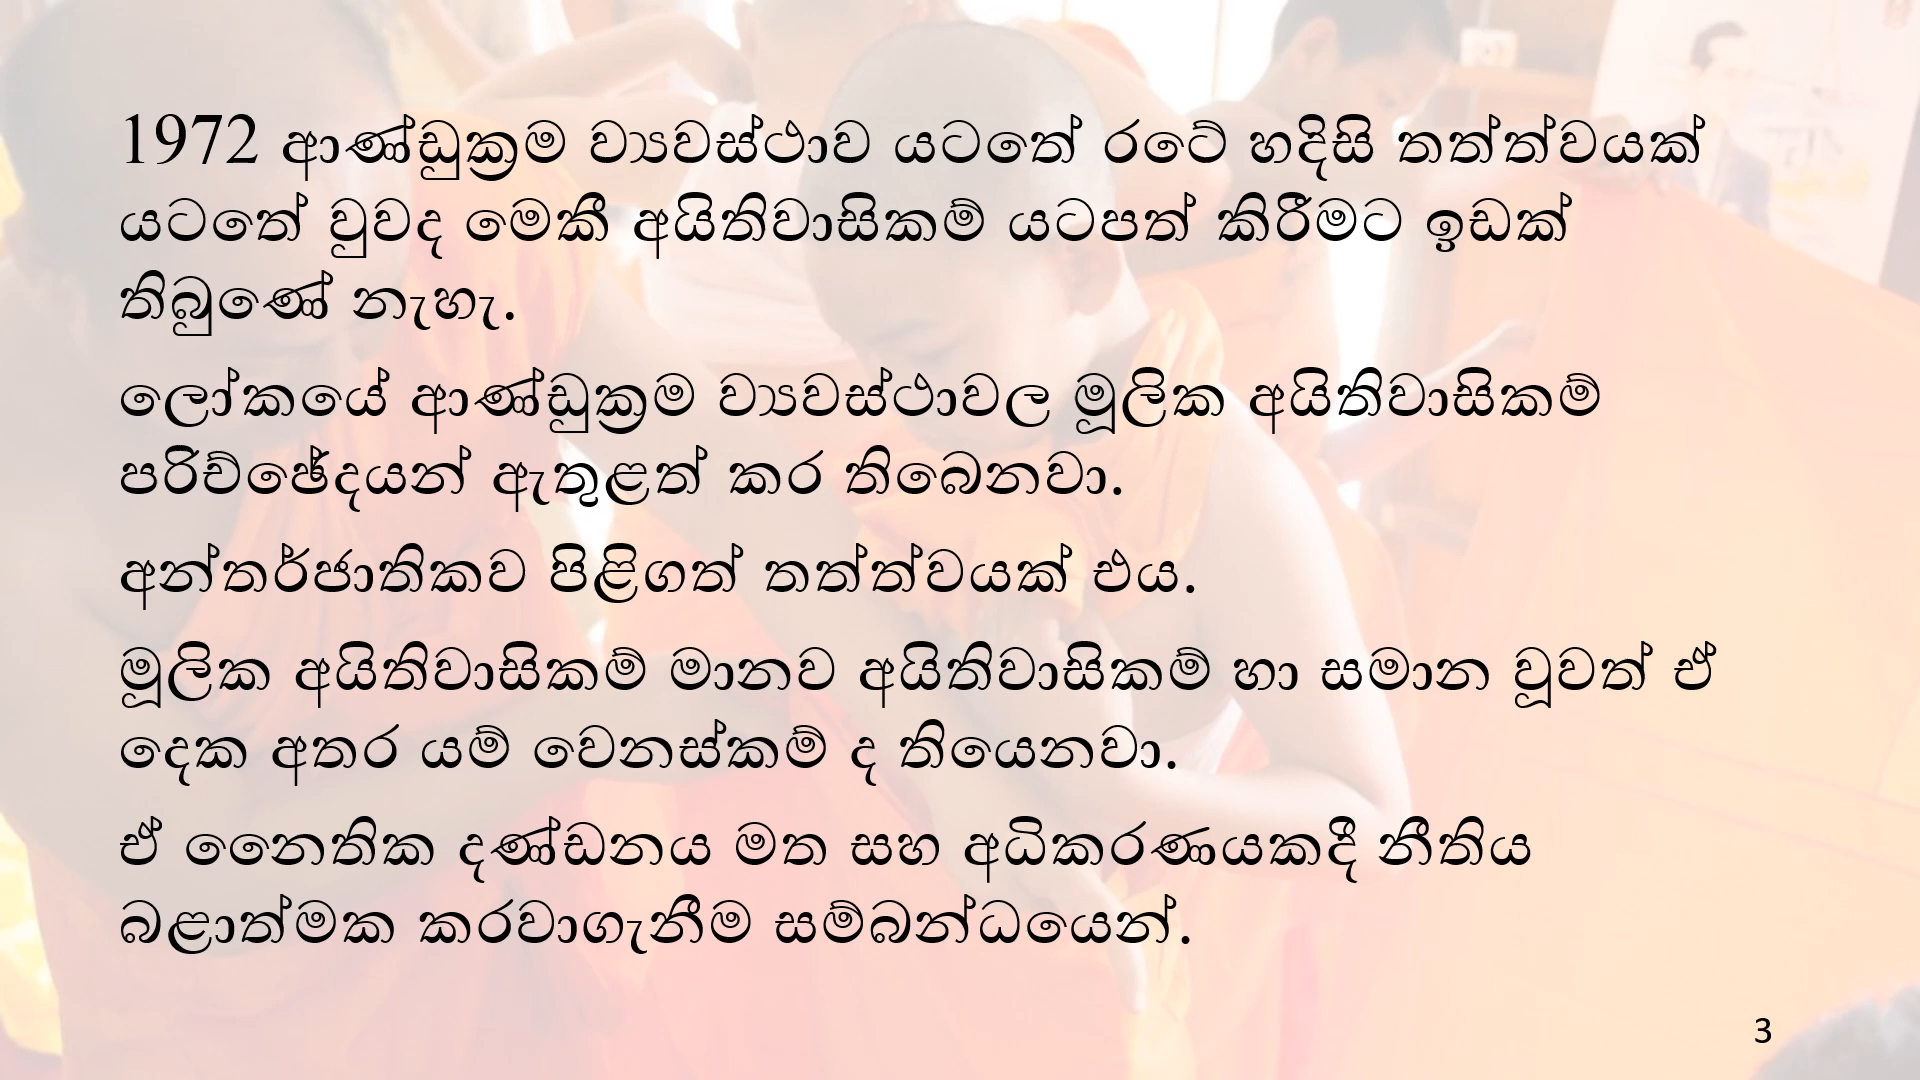 1972 ආණ්ඩුක්‍රම ව්‍යවස්ථාව යටතේ රටේ හදිසි තත්ත්වයක්
යටතේ වුවද මෙකී අයිතිවාසිකම් යටපත් කිරීමට ඉඩක්
තිබුණේ නැහැ.
ලෝකයේ ආණ්ඩුක්‍රම ව්‍යවස්ථාවල මූලික අයිතිවාසිකම්
පරිච්ඡේදයන් ඇතුළත් කර තිබෙනවා.
අන්තර්ජාතිකව පිළිගත් තත්ත්වයක් එය.
මූලික අයිතිවාසිකම් මානව අයිතිවාසිකම් හා සමාන වූවත් ඒ
දෙක අතර යම් වෙනස්කම් ද තියෙනවා.
ඒ නෛතික දණ්ඩනය මත සහ අධිකරණයකදී නීතිය
බළාත්මක කරවාගැනීම සම්බන්ධයෙන්.
3